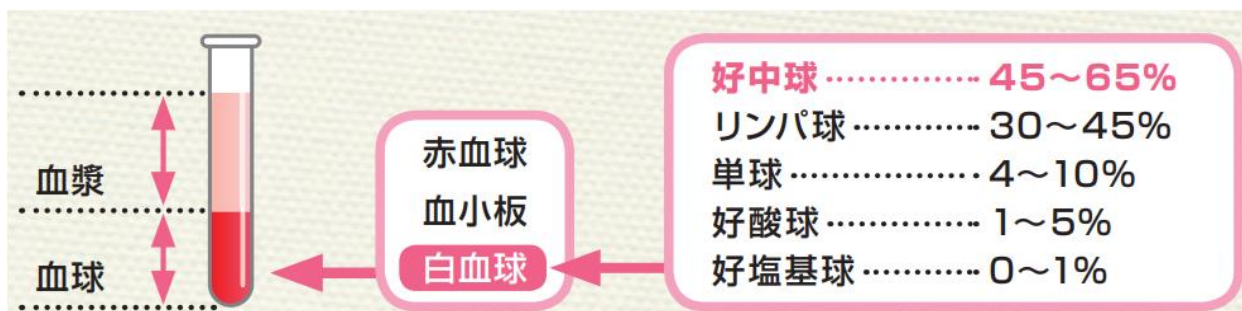 血漿
血球
赤血球
血小板
白血球
好中球……………45～65%
リンパ球…………30～45%
単球………………4～10%
好酸球……………1～5%
好塩基球…………0～1%